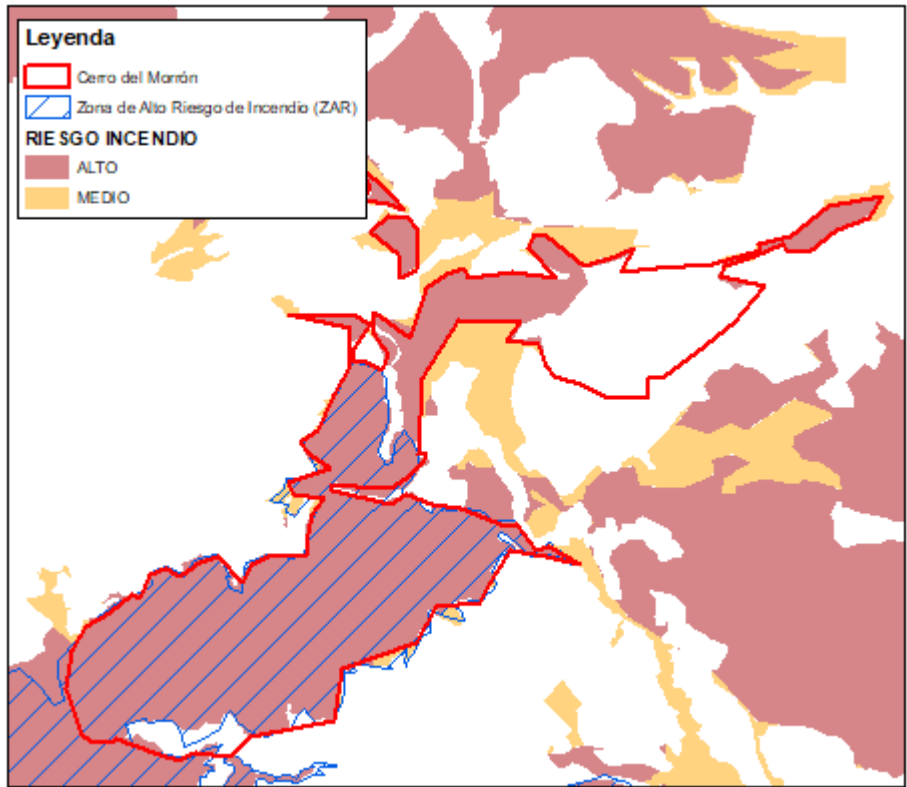 Leyenda
Cerro del Morrón
Zona de Alto Riesgo de Incendio (ZAR)
RIESGO INCENDIO
ALTO
MEDIO